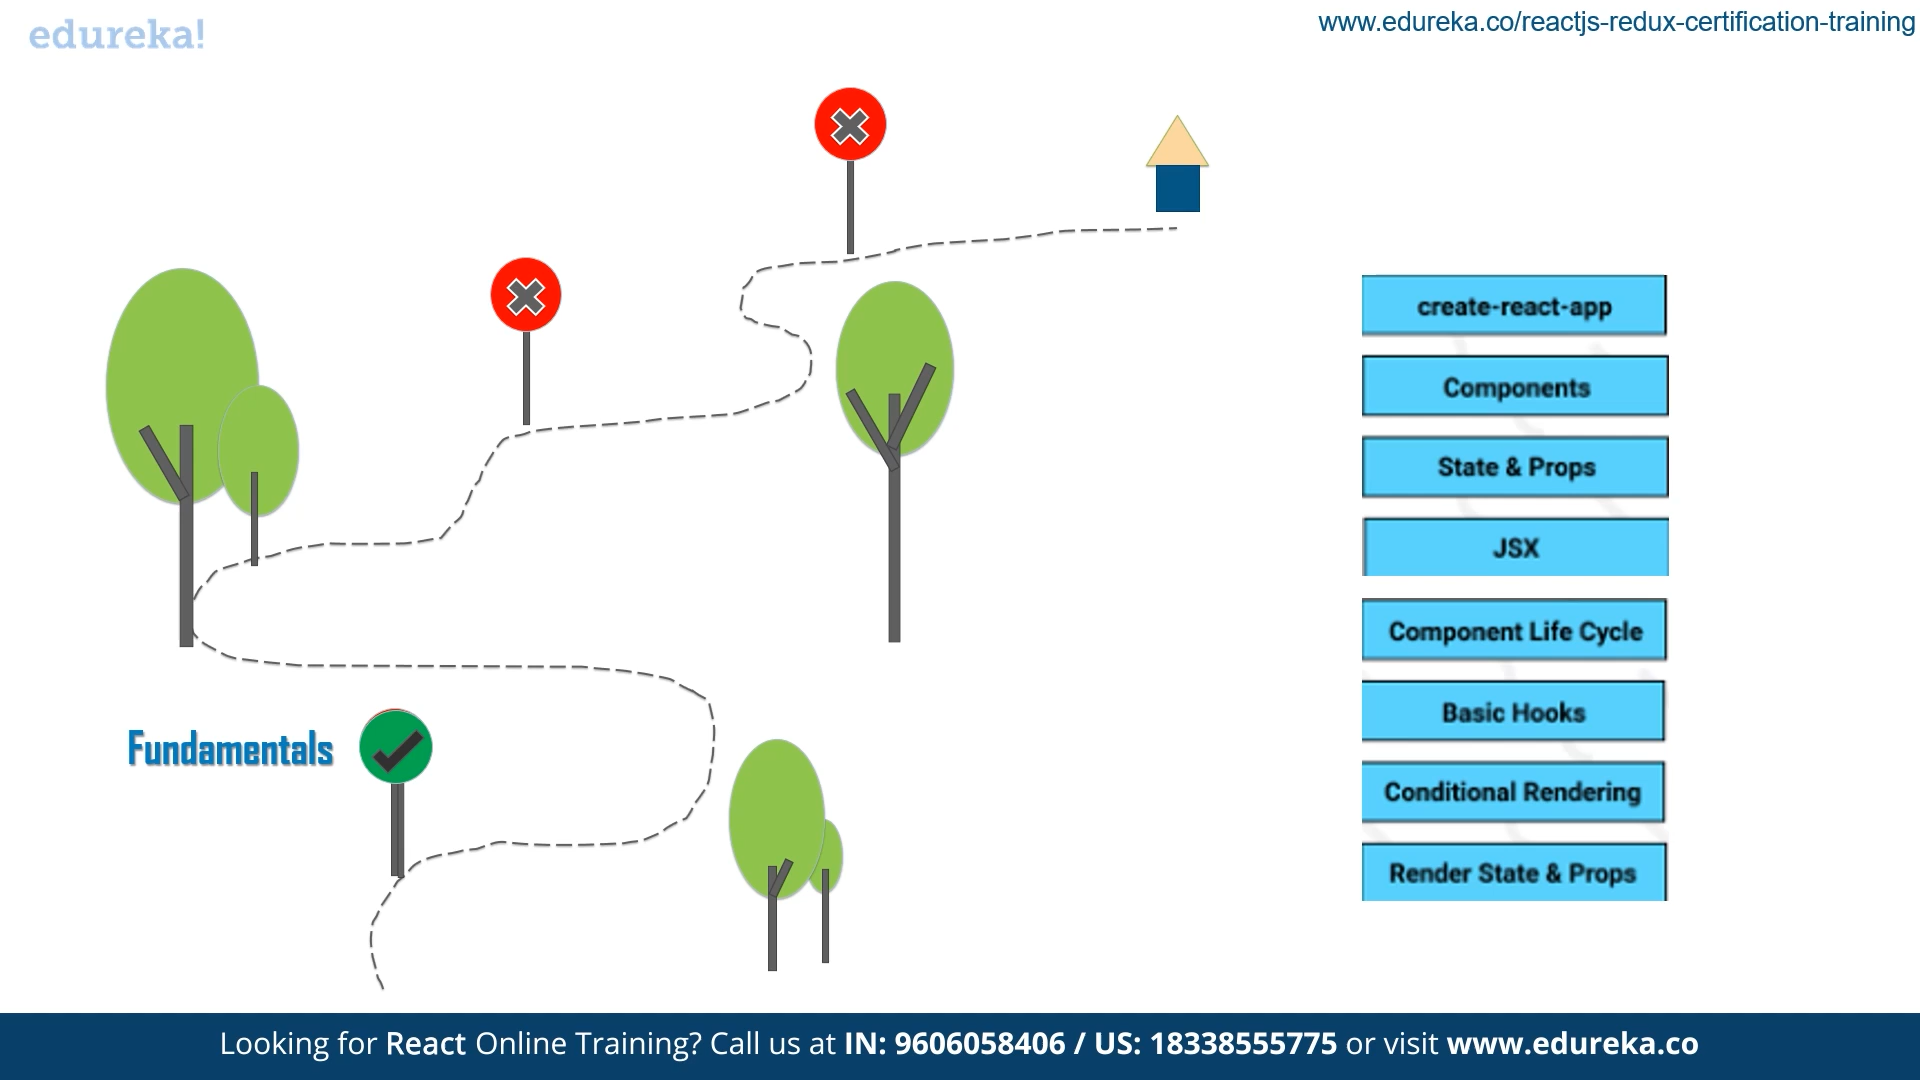 edureka!
www.edureka.co/reactjs-redux-certification-training
create-react-app
Components
State & Props
JSX
Component Life Cycle
Basic Hooks
Conditional Rendering
Render State & Props
Fundamentals
Looking for React Online Training? Call us at IN: 9606058406 / US: 18338555775 or visit www.edureka.co